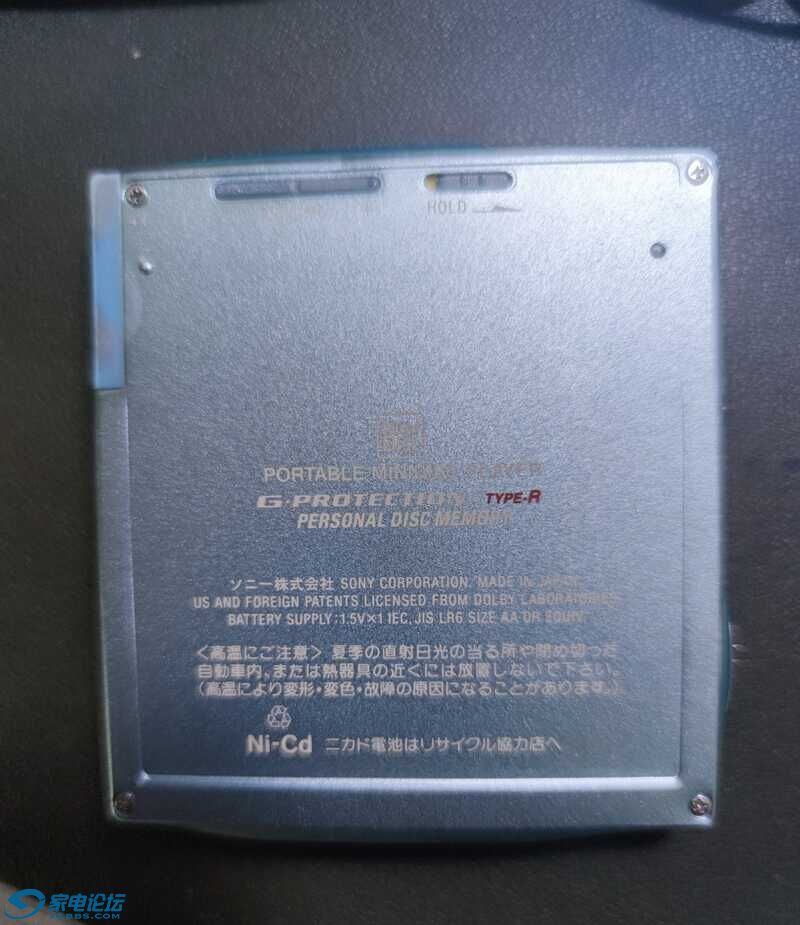 HOLD
PORTABLE MINIDISC PLAYER
G-PROTECTION TYPE-R
PERSONAL DISC MEMORY
ソニー株式会社 SONY CORPORATION. MADE IN JAPAN.
US AND FOREIGN PATENTS LICENSED FROM DOLBY LABORATORIES.
BATTERY SUPPLY:1.5V×1 IEC, JIS LR6 SIZE AA OR EQUIV.
<高温にご注意> 夏季の直射日光の当る所や閉め切った
自動車内、または熱器具の近くには放置しないで下さい。
(高温により変形・変色・故障の原因になることがあります。)
Ni-Cd ニカド電池はリサイクル協力店へ
家电论坛
JDBBS.COM